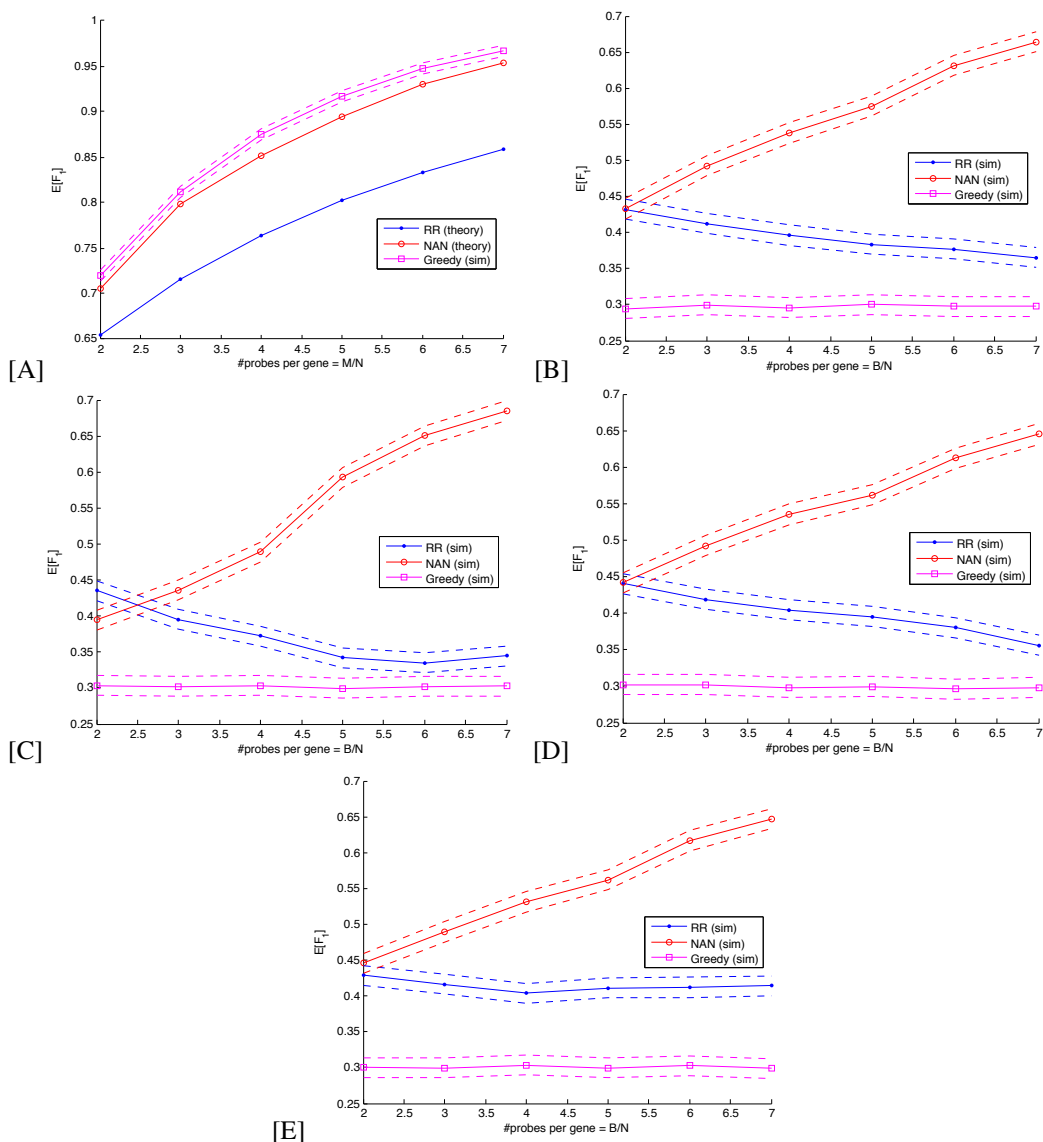 1
0.95
0.9
0.85
0.8
0.75
0.7
0.65
E[F1]
RR (theory)
NAN (theory)
Greedy (sim)
2 2.5 3 3.5 4 4.5 5 5.5 6 6.5 7
#probes per gene = M/N
[A]
0.7
0.65
0.6
0.55
0.5
0.45
0.4
0.35
0.3
0.25
E[F1]
RR (sim)
NAN (sim)
Greedy (sim)
2 2.5 3 3.5 4 4.5 5 5.5 6 6.5 7
#probes per gene = B/N
[B]
0.7
0.65
0.6
0.55
0.5
0.45
0.4
0.35
0.3
0.25
E[F1]
RR (sim)
NAN (sim)
Greedy (sim)
2 2.5 3 3.5 4 4.5 5 5.5 6 6.5 7
#probes per gene = B/N
[C]
0.7
0.65
0.6
0.55
0.5
0.45
0.4
0.35
0.3
0.25
E[F1]
RR (sim)
NAN (sim)
Greedy (sim)
2 2.5 3 3.5 4 4.5 5 5.5 6 6.5 7
#probes per gene = B/N
[D]
0.7
0.65
0.6
0.55
0.5
0.45
0.4
0.35
0.3
0.25
E[F1]
RR (sim)
NAN (sim)
Greedy (sim)
2 2.5 3 3.5 4 4.5 5 5.5 6 6.5 7
#probes per gene = B/N
[E]